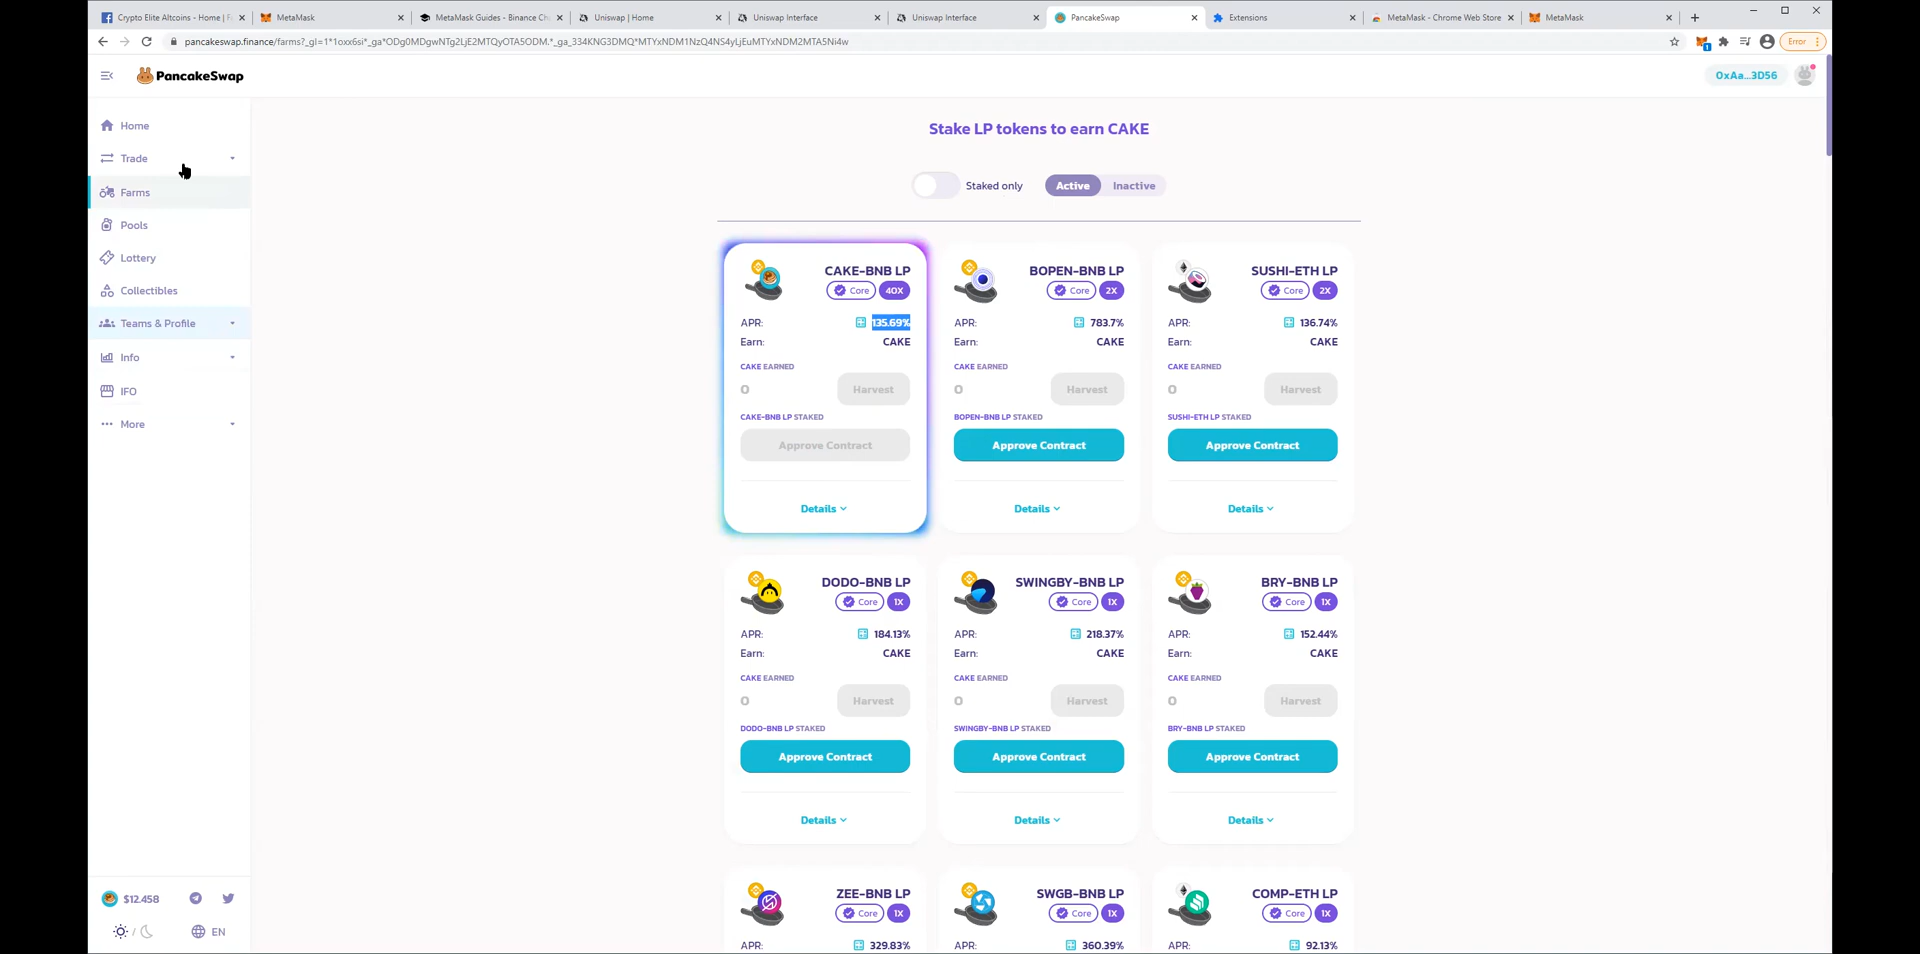 Crypto Elite Altcoins - Home | F
MetaMask
MetaMask Guides - Binance Ch
Uniswap | Home
Uniswap Interface
Uniswap Interface
PancakeSwap
Extensions
MetaMask - Chrome Web Store
MetaMask
Error
PancakeSwap
0xAa...3D56
Home
Trade
Farms
Pools
Lottery
Collectibles
Teams & Profile
Info
IFO
More
$12.458
EN
Stake LP tokens to earn CAKE
Staked only
Active
Inactive
CAKE-BNB LP
Core
40X
APR:
135.69%
Earn:
CAKE
CAKE EARNED
0
Harvest
CAKE-BNB LP STAKED
Approve Contract
Details
BOPEN-BNB LP
Core
2X
APR:
783.7%
Earn:
CAKE
CAKE EARNED
0
Harvest
BOPEN-BNB LP STAKED
Approve Contract
Details
SUSHI-ETH LP
Core
2X
APR:
136.74%
Earn:
CAKE
CAKE EARNED
0
Harvest
SUSHI-ETH LP STAKED
Approve Contract
Details
DODO-BNB LP
Core
1X
APR:
184.13%
Earn:
CAKE
CAKE EARNED
0
Harvest
DODO-BNB LP STAKED
Approve Contract
Details
SWINGBY-BNB LP
Core
1X
APR:
218.37%
Earn:
CAKE
CAKE EARNED
0
Harvest
SWINGBY-BNB LP STAKED
Approve Contract
Details
BRY-BNB LP
Core
1X
APR:
152.44%
Earn:
CAKE
CAKE EARNED
0
Harvest
BRY-BNB LP STAKED
Approve Contract
Details
ZEE-BNB LP
Core
1X
APR:
329.83%
SWGB-BNB LP
Core
1X
APR:
360.39%
COMP-ETH LP
Core
1X
APR:
92.13%